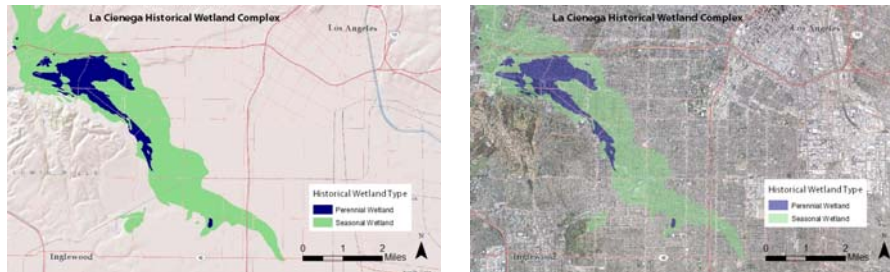 La Cienega Historical Wetland Complex
Los Angeles
Historical Wetland Type
Perennial Wetland
Seasonal Wetland
Inglewood
0 1 2
Miles
N
La Cienega Historical Wetland Complex
Los Angeles
Historical Wetland Type
Perennial Wetland
Seasonal Wetland
Inglewood
0 1 2
Miles
N